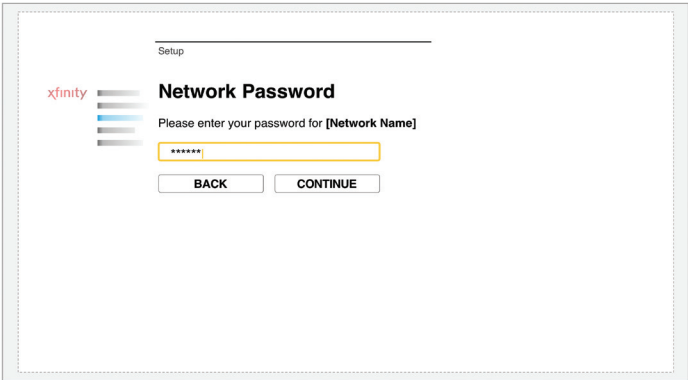 Setup
xfinity
Network Password
Please enter your password for [Network Name]
******
BACK
CONTINUE